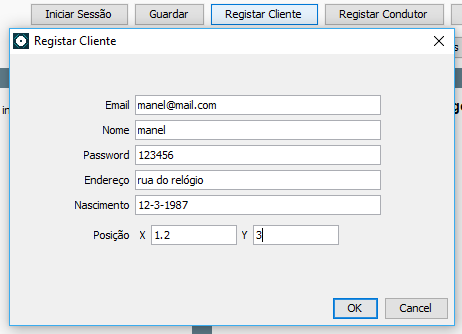 Iniciar Sessão Guardar Registar Cliente Registar Condutor
Registar Cliente
Email manel@mail.com
Nome manel
Password 123456
Endereço rua do relógio
Nascimento 12-3-1987
Posição X 1.2 Y 3
OK Cancel